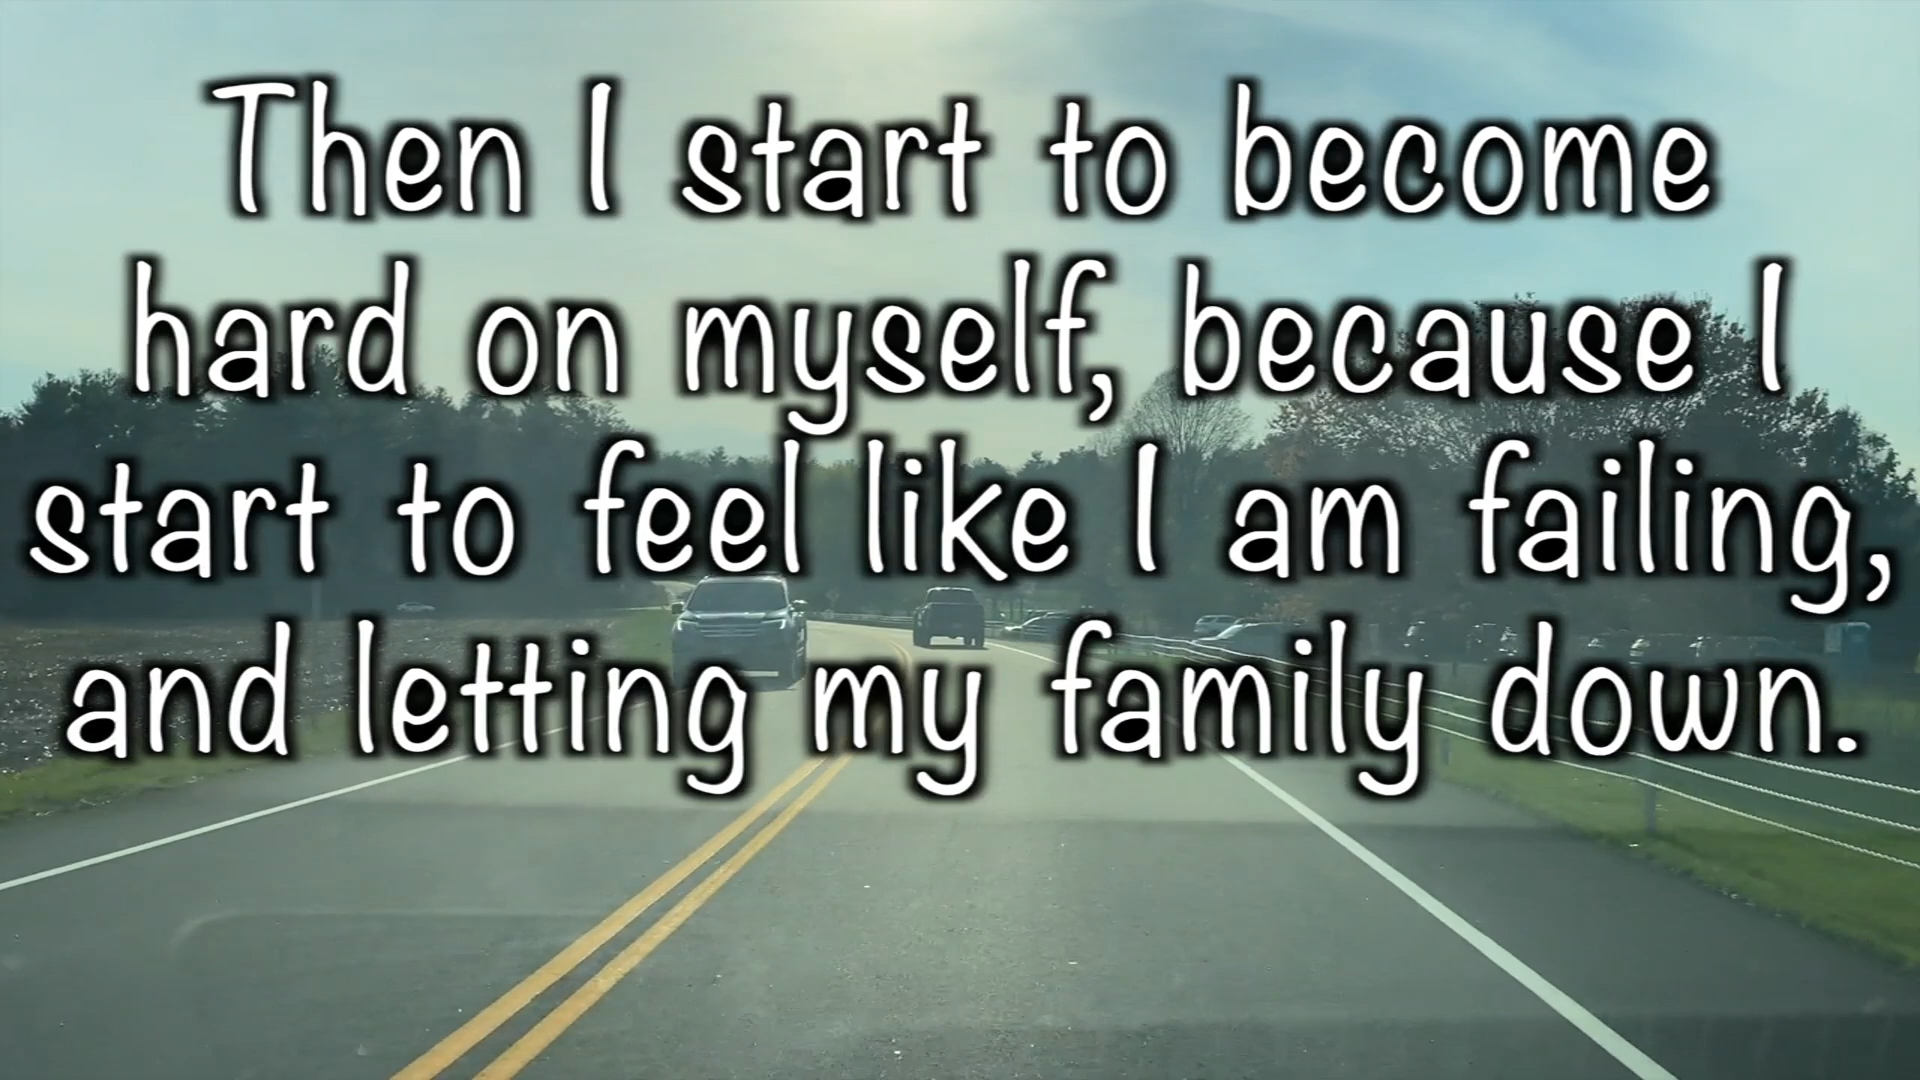 Then I start to become
hard on myself, because I
start to feel like I am failing,
and letting my family down.